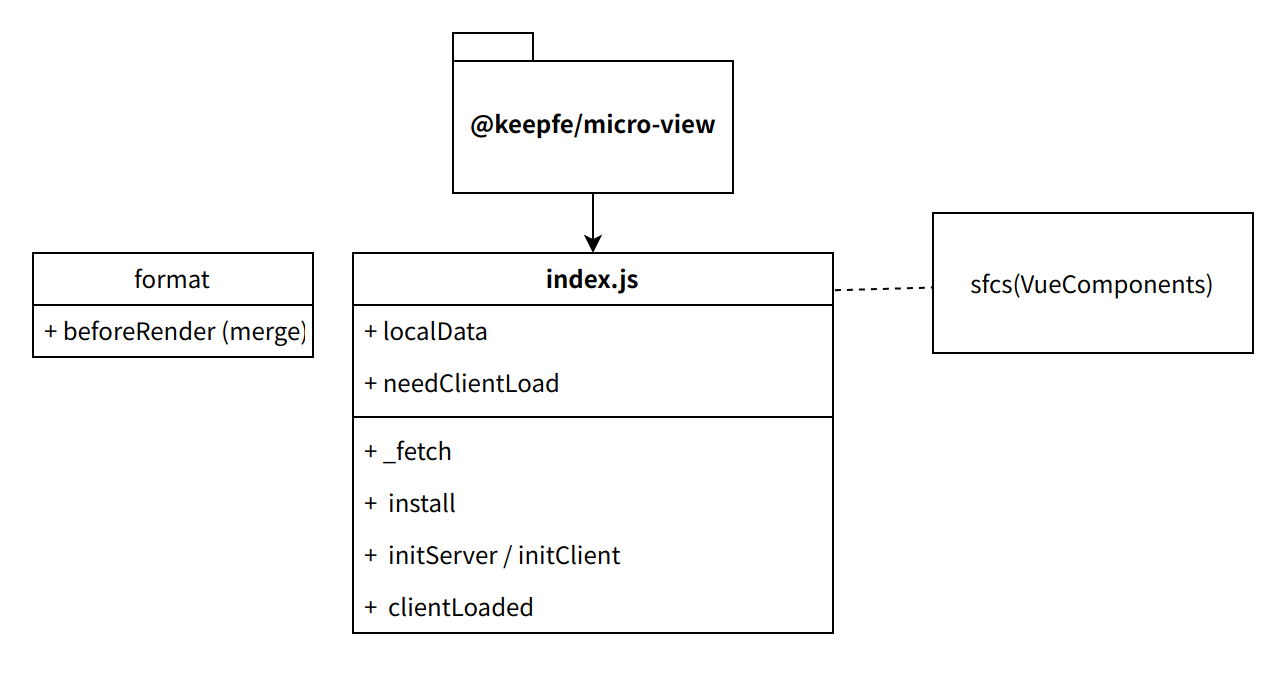 @keepfe/micro-view
format
+ beforeRender (merge)
index.js
+ localData
+ needClientLoad
+ _fetch
+ install
+ initServer / initClient
+ clientLoaded
sfcs(VueComponents)